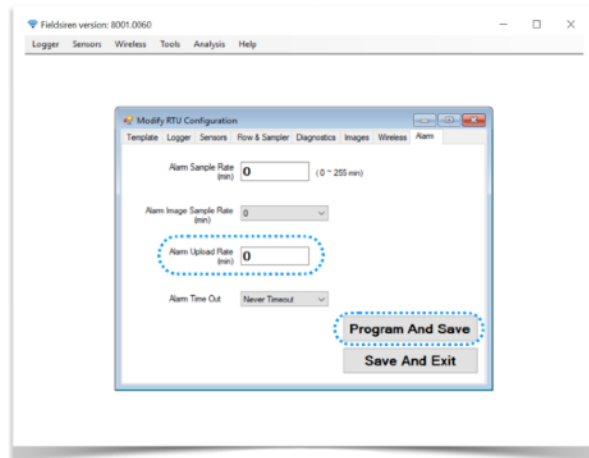 Fieldsiren version: 8001.0060
Logger Sensors Wireless Tools Analysis Help
Modify RTU Configuration
Template Logger Sensors Flow & Sampler Diagnostics Images Wireless Alarm
Alarm Sample Rate
(min)
0
( 0 ~ 255 min)
Alarm Image Sample Rate
(min)
0
Alarm Upload Rate
(min)
0
Alarm Time Out
Never Timeout
Program And Save
Save And Exit